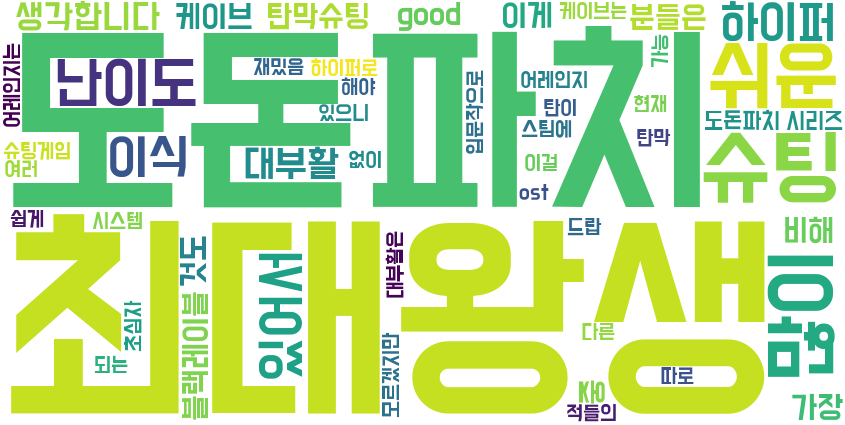 생각합니다
케이브
탄막슈팅
good
이게
케이브는
분들은
하이퍼
어레인지는
난이도
도돈파치
재밌음
하이퍼로
해야
있으니
입문작으로
어레인지
탄이
스팀에
가능
현재
탄막
쉬운
도돈파치 시리즈
슈팅게임
여러
이식
대부활
없이
이걸
ost
슈팅
쉽게
시스템
최대왕생
것도
있어서
대부활은
드랍
비해
블랙레이블
초심자
되는
모르겠지만
다른
적들의
따로
가장